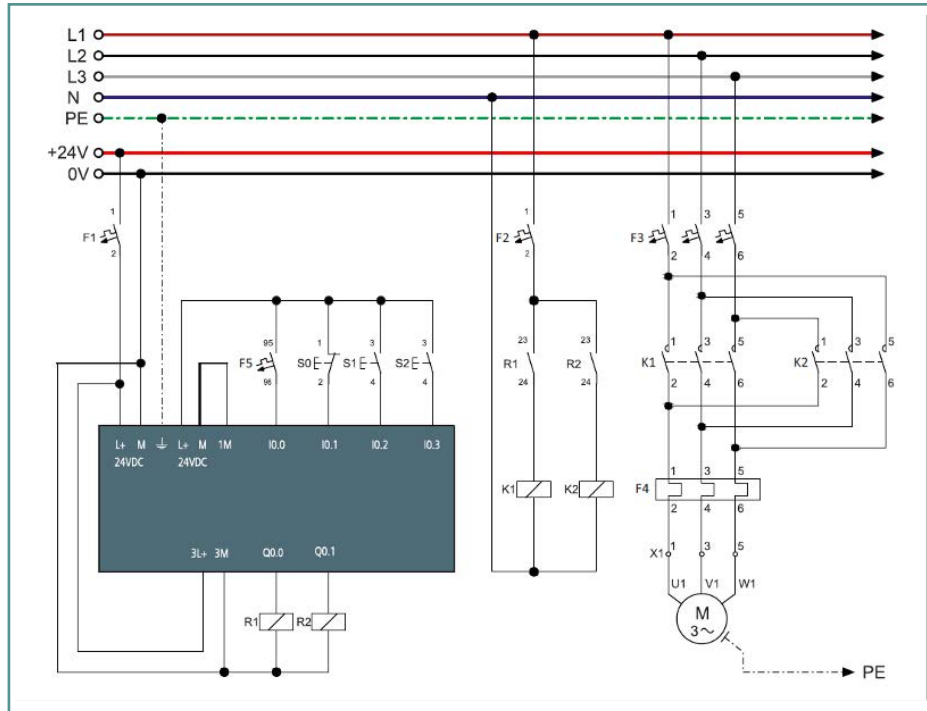 L1
L2
L3
N
PE
+24V
0V
1
F1
2
1
F2
2
1 3 5
F3
2 4 6
95
F5
96
1
S0
2
3
S1
4
3
S2
4
23
R1
24
23
R2
24
1 3 5
K1
2 4 6
1 3 5
K2
2 4 6
L+ M L+ M 1M I0.0 I0.1 I0.2 I0.3
24VDC 24VDC
3L+ 3M Q0.0 Q0.1
R1 R2
K1 K2
1 3 5
F4
2 4 6
X1 1 3 5
U1 V1 W1
M
3~
PE